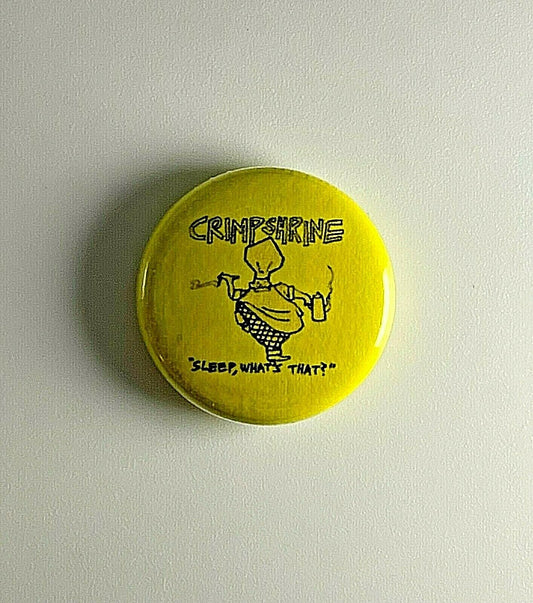 CRIMPSHRINE
"SLEEP, WHAT'S THAT?"